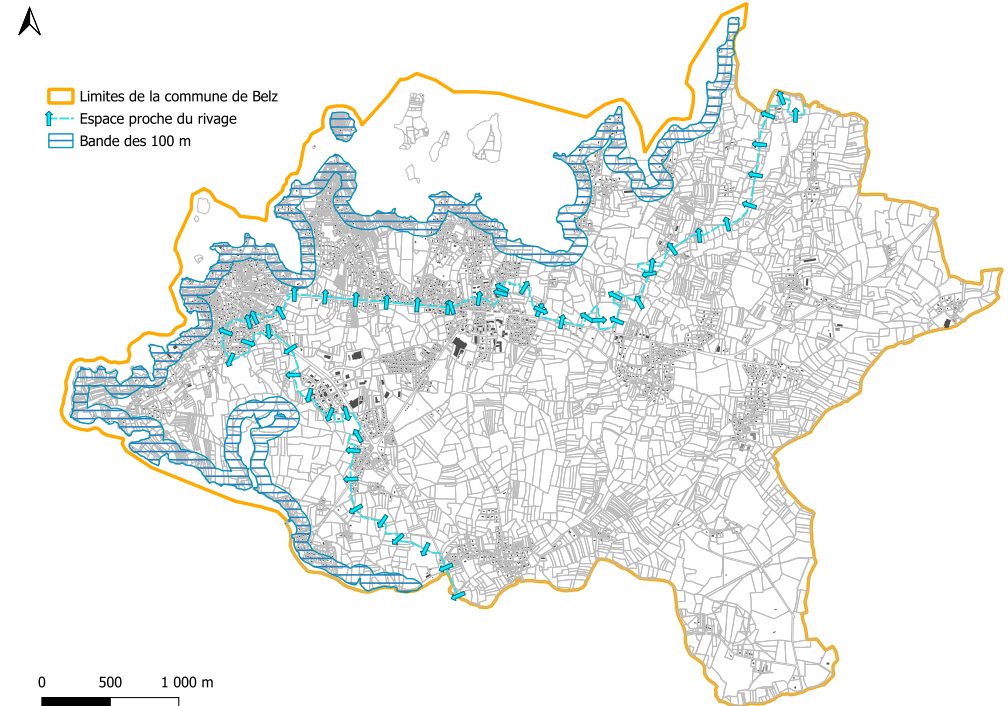 Limites de la commune de Belz
Espace proche du rivage
Bande des 100 m
0 500 1 000 m